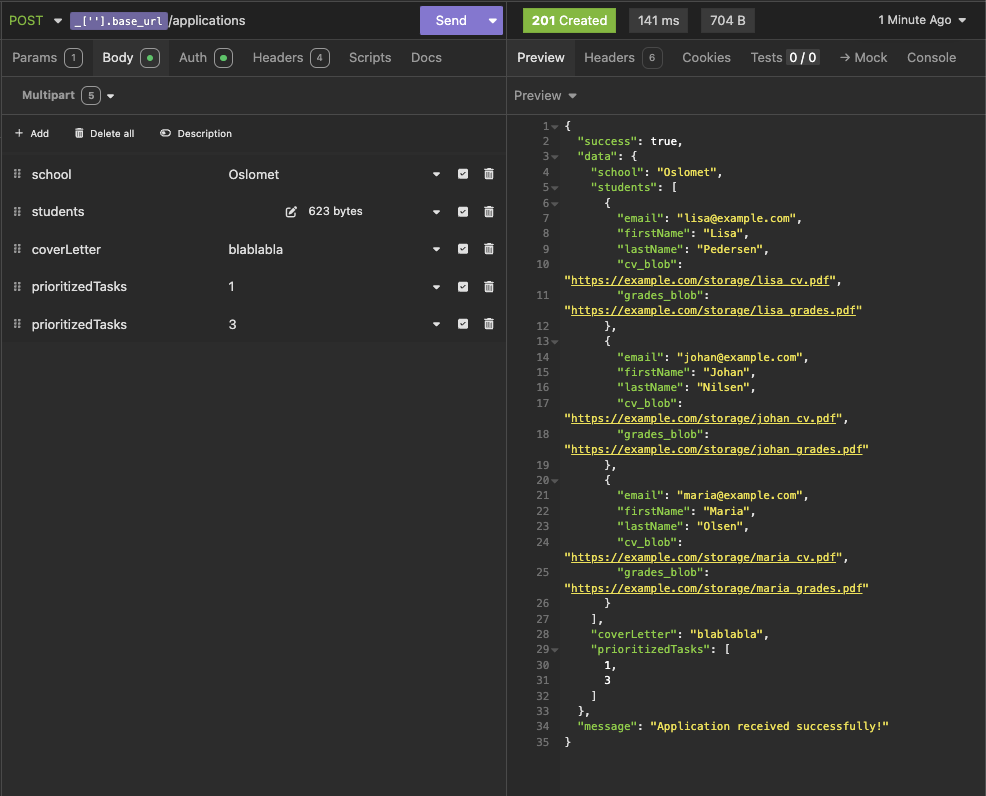 POST _[''].base_url/applications Send
201 Created 141 ms 704 B 1 Minute Ago
Params 1 Body Auth Headers 4 Scripts Docs
Preview Headers 6 Cookies Tests 0 / 0 → Mock Console
Multipart 5
Preview
+ Add Delete all Description
school Oslomet
students 623 bytes
coverLetter blablabla
prioritizedTasks 1
prioritizedTasks 3
1 {
2 "success": true,
3 "data": {
4 "school": "Oslomet",
5 "students": [
6 {
7 "email": "lisa@example.com",
8 "firstName": "Lisa",
9 "lastName": "Pedersen",
10 "cv_blob":
"https://example.com/storage/lisa_cv.pdf",
11 "grades_blob":
"https://example.com/storage/lisa_grades.pdf"
12 },
13 {
14 "email": "johan@example.com",
15 "firstName": "Johan",
16 "lastName": "Nilsen",
17 "cv_blob":
"https://example.com/storage/johan_cv.pdf",
18 "grades_blob":
"https://example.com/storage/johan_grades.pdf"
19 },
20 {
21 "email": "maria@example.com",
22 "firstName": "Maria",
23 "lastName": "Olsen",
24 "cv_blob":
"https://example.com/storage/maria_cv.pdf",
25 "grades_blob":
"https://example.com/storage/maria_grades.pdf"
26 }
27 ],
28 "coverLetter": "blablabla",
29 "prioritizedTasks": [
30 1,
31 3
32 ]
33 },
34 "message": "Application received successfully!"
35 }